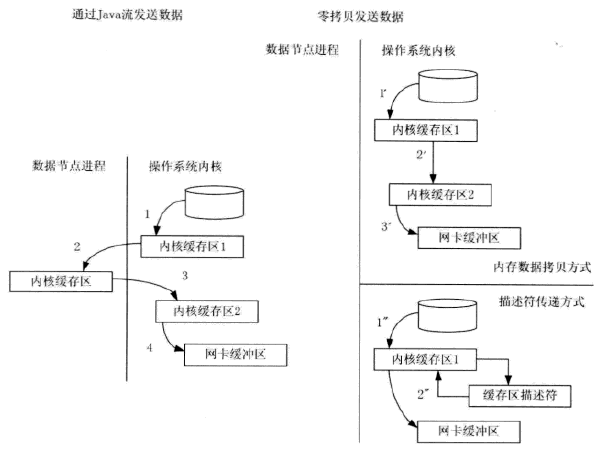 通过Java流发送数据
零拷贝发送数据
数据节点进程
操作系统内核
1'
内核缓存区1
2'
内核缓存区2
3'
网卡缓冲区
内存数据拷贝方式
数据节点进程
操作系统内核
1
内核缓存区1
2
内核缓存区
3
内核缓存区2
4
网卡缓冲区
描述符传递方式
1"
内核缓存区1
2"
缓存区描述符
网卡缓冲区